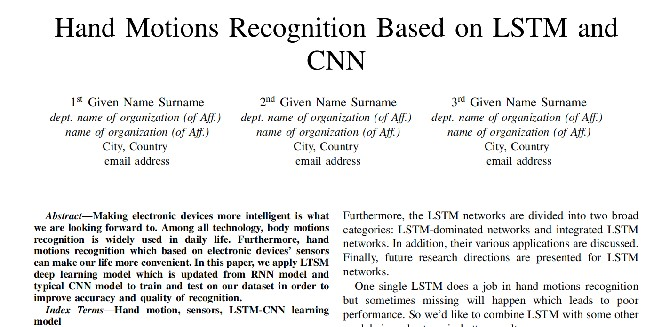 Hand Motions Recognition Based on LSTM and
CNN
1st Given Name Surname
dept. name of organization (of Aff.)
name of organization (of Aff.)
City, Country
email address
2nd Given Name Surname
dept. name of organization (of Aff.)
name of organization (of Aff.)
City, Country
email address
3rd Given Name Surname
dept. name of organization (of Aff.)
name of organization (of Aff.)
City, Country
email address
Abstract—Making electronic devices more intelligent is what
we are looking forward to. Among all technology, body motions
recognition is widely used in daily life. Furthermore, hand
motions recognition which based on electronic devices' sensors
can make our life more convenient. In this paper, we apply LTSM
deep learning model which is updated from RNN model and
typical CNN model to train and test on our dataset in order to
improve accuracy and quality of recognition.
Index Terms—Hand motion, sensors, LSTM-CNN learning
model
Furthermore, the LSTM networks are divided into two broad
categories: LSTM-dominated networks and integrated LSTM
networks. In addition, their various applications are discussed.
Finally, future research directions are presented for LSTM
networks.
One single LSTM does a job in hand motions recognition
but sometimes missing will happen which leads to poor
performance. So we'd like to combine LSTM with some other